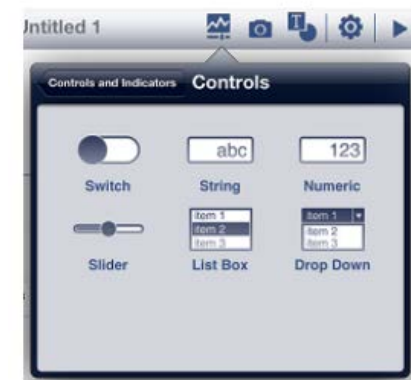 Untitled 1
T
Controls and Indicators Controls
abc 123
Switch String Numeric
item 1 item 1
item 2 item 2
item 3 item 3
Slider List Box Drop Down